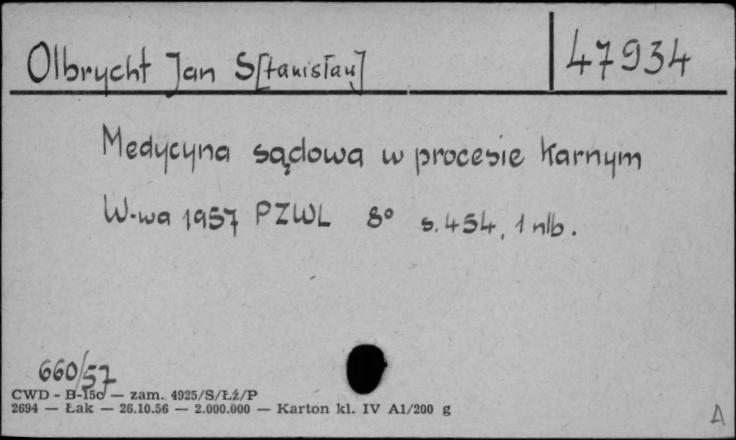 Olbrycht Jan S[tanisław] 47934
Medycyna sądowa w procesie karnym
W-wa 1957 PZWL 8° s. 454, 1 nlb.
660/57
CWD - B-15c — zam. 4925/S/Łż/P
2694 — Łak — 26.10.56 — 2.000.000 — Karton kl. IV A1/200 g